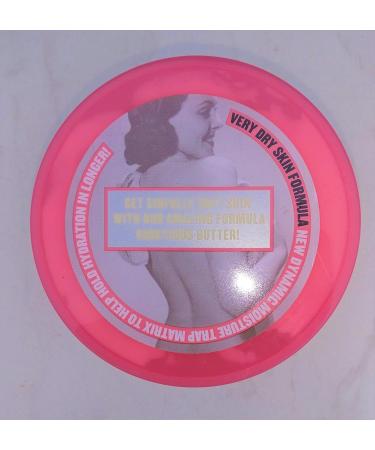 VERY DRY SKIN FORMULA NEW DYNAMIC MOISTURE TRAP MATRIX TO HELP HOLD HYDRATION IN LONGER!
GET SINFULLY SOFT SKIN
WITH OUR AMAZING FORMULA
RIGHTEOUS BUTTER!